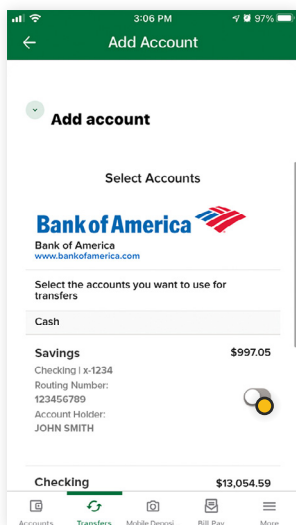 3:06 PM
97%
Add Account
Add account
Select Accounts
Bank of America
Bank of America
www.bankofamerica.com
Select the accounts you want to use for
transfers
Cash
Savings
$997.05
Checking | x-1234
Routing Number:
123456789
Account Holder:
JOHN SMITH
Checking
$13,054.59
Accounts
Transfers
Mobile Deposi
Bill Pay
More